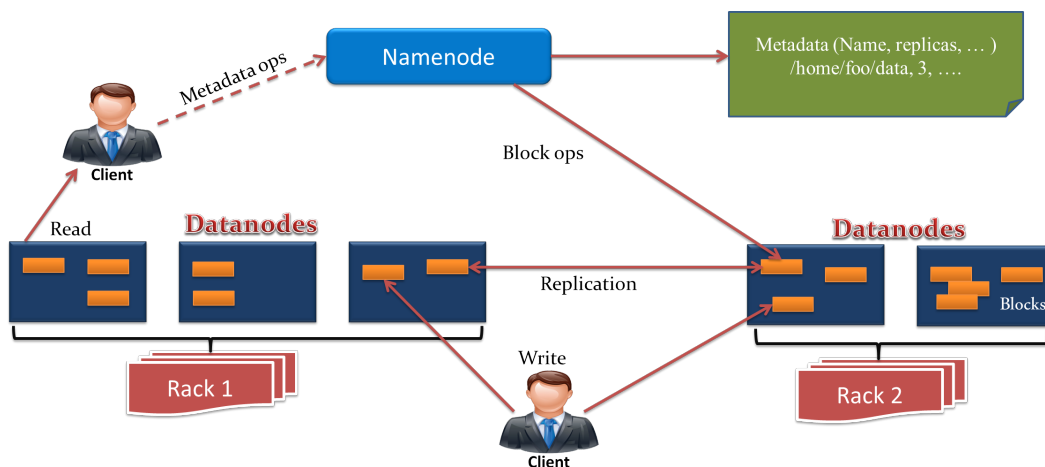 Namenode
Metadata (Name, replicas, … )
/home/foo/data, 3, ….
Metadata ops
Client
Block ops
Read
Datanodes
Datanodes
Replication
Blocks
Write
Rack 1
Rack 2
Client